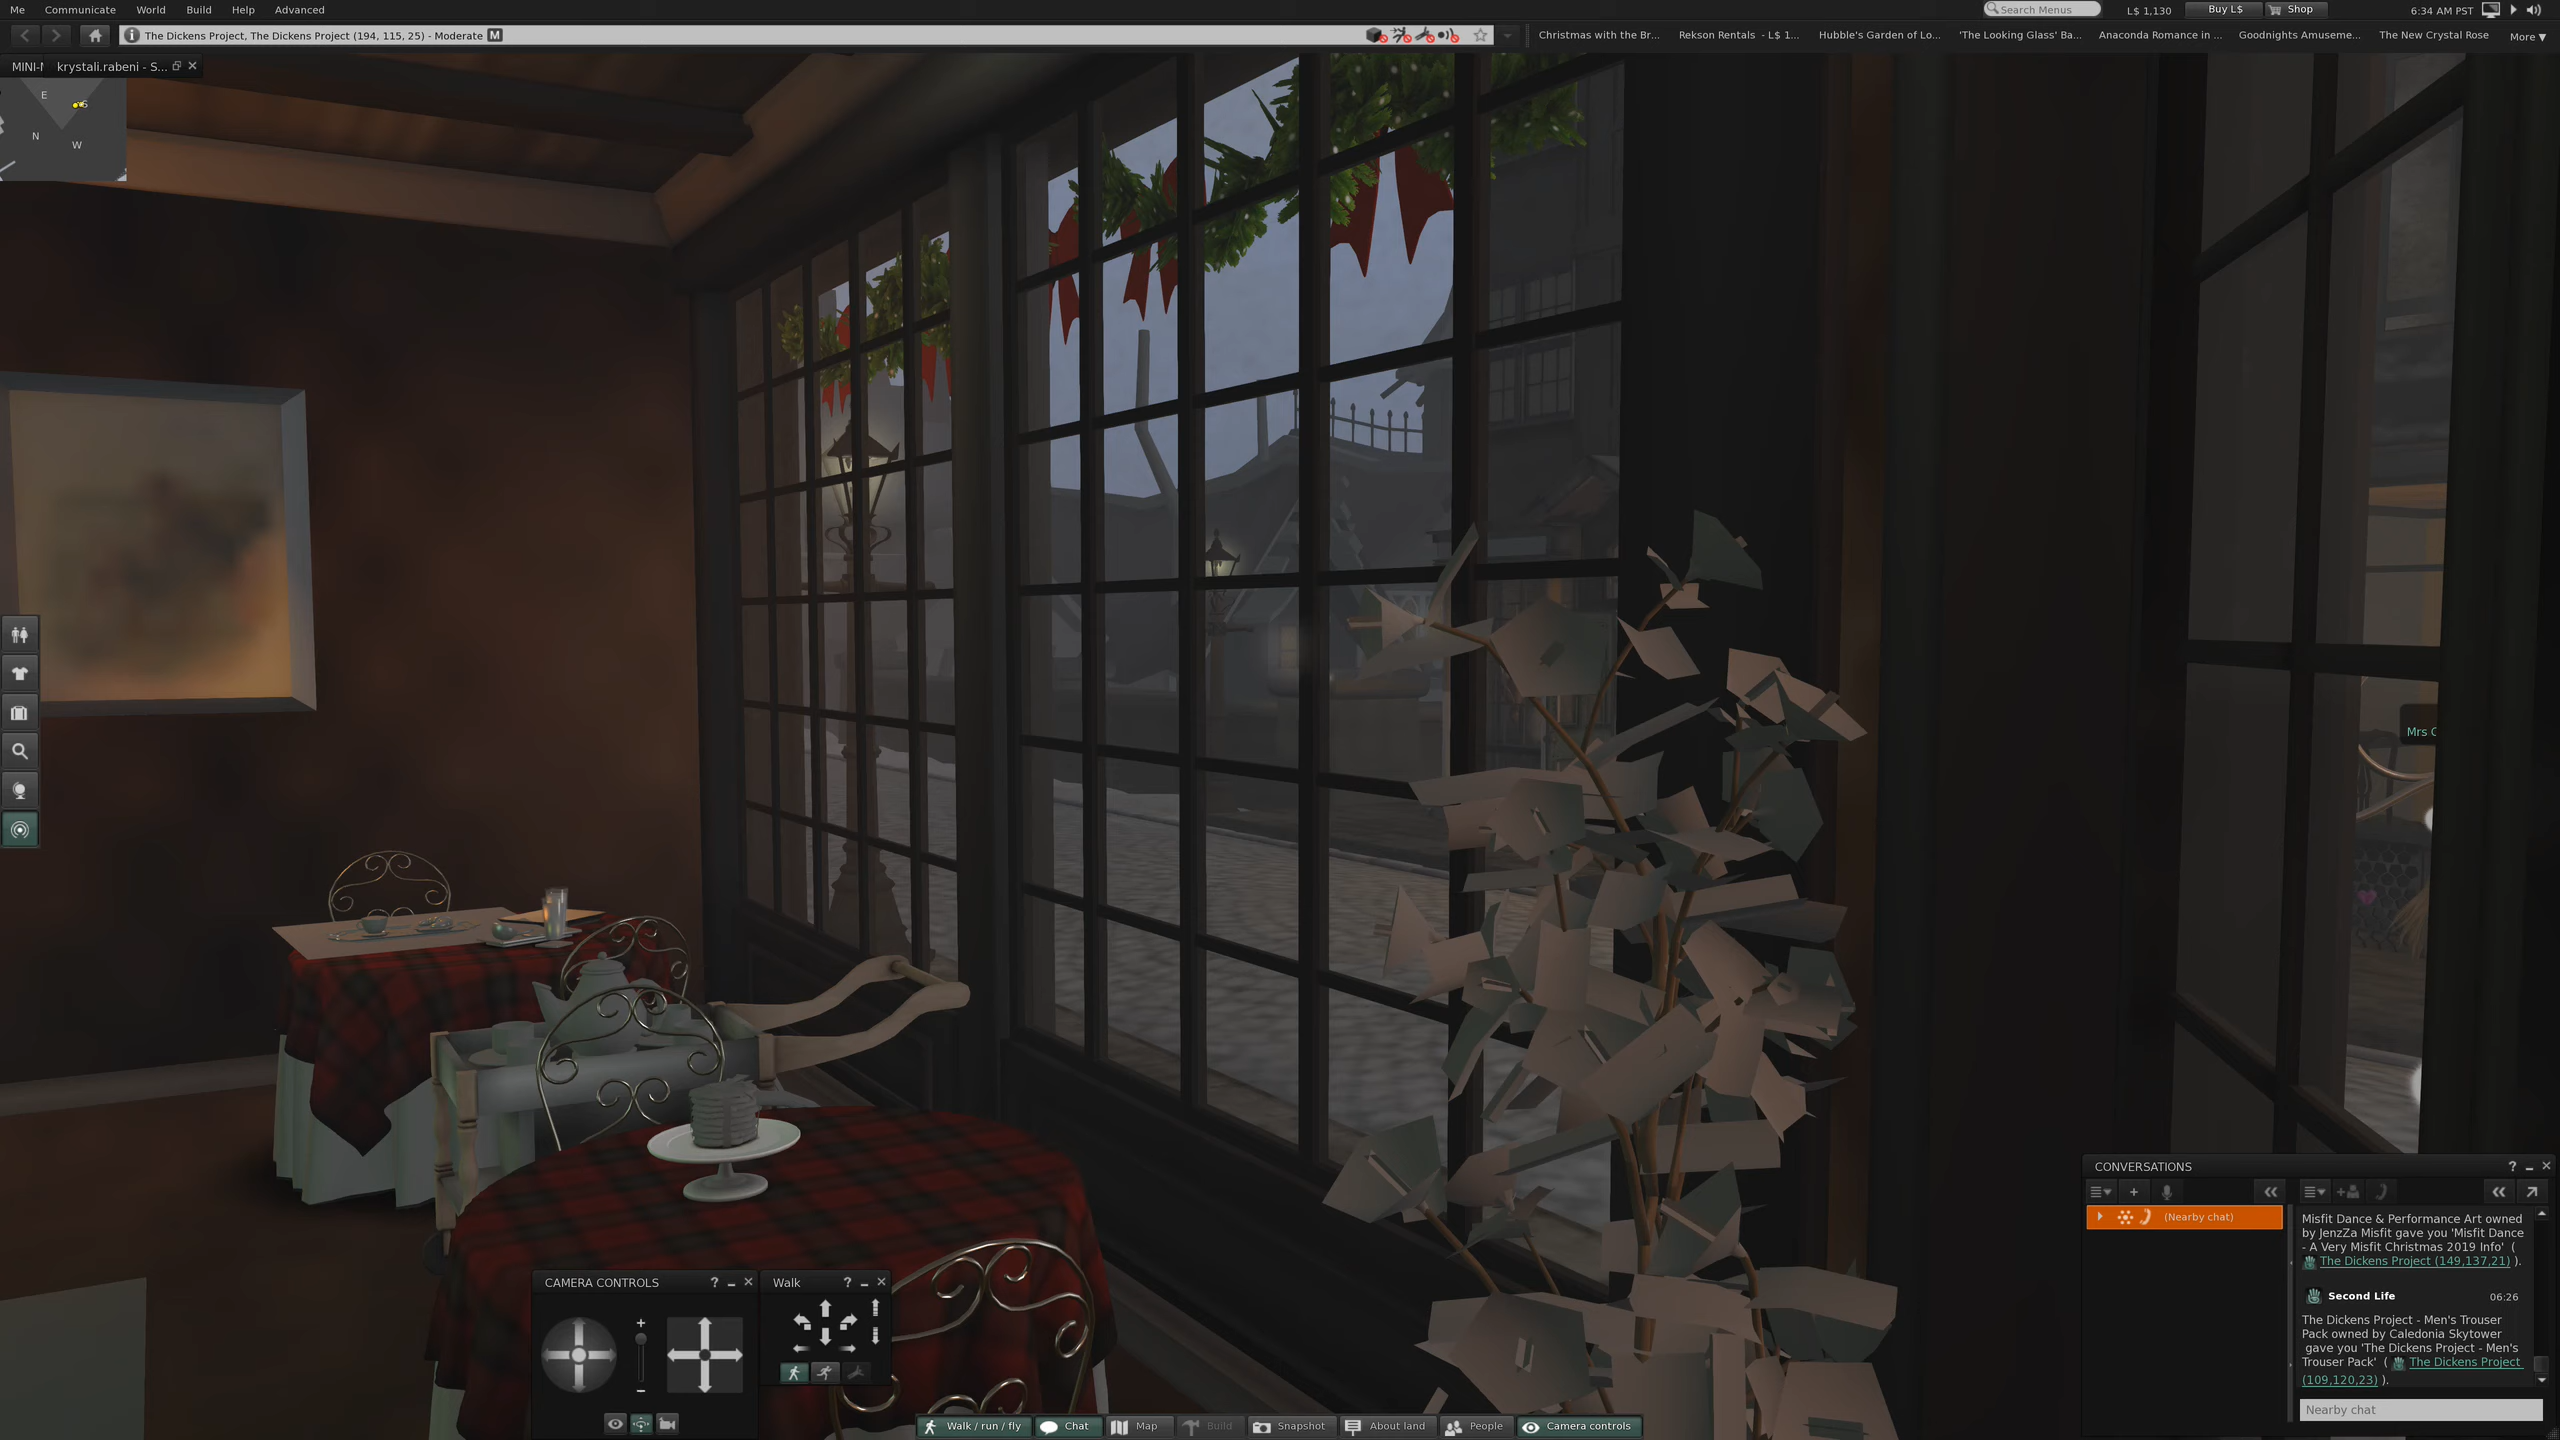 Me Communicate World Build Help Advanced
Search Menus L$ 1,130 Buy L$ Shop 6:34 AM PST
The Dickens Project, The Dickens Project (194, 115, 25) - Moderate M
Christmas with the Br... Rekson Rentals - L$ 1... Hubble's Garden of Lo... 'The Looking Glass' Ba... Anaconda Romance in ... Goodnights Amuseme... The New Crystal Rose More ▼
krystali.rabeni - S...
E
S
N
W
Mrs
CONVERSATIONS
(Nearby chat)
Misfit Dance & Performance Art owned
by JenzZa Misfit gave you 'Misfit Dance
- A Very Misfit Christmas 2019 Info' (
The Dickens Project (149,137,21) ).
Second Life 06:26
The Dickens Project - Men's Trouser
Pack owned by Caledonia Skytower
gave you 'The Dickens Project - Men's
Trouser Pack' ( The Dickens Project
(109,120,23) ).
Nearby chat
CAMERA CONTROLS ?
Walk ?
Walk / run / fly Chat Map Build Snapshot About land People Camera controls